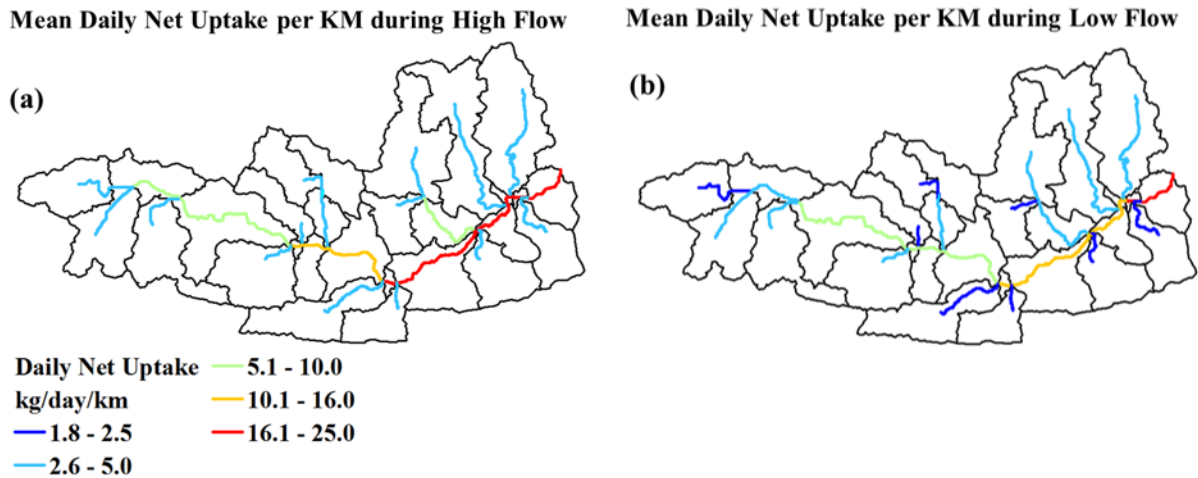 Mean Daily Net Uptake per KM during High Flow
Mean Daily Net Uptake per KM during Low Flow
(a)
(b)
Daily Net Uptake
kg/day/km
1.8 - 2.5
2.6 - 5.0
5.1 - 10.0
10.1 - 16.0
16.1 - 25.0